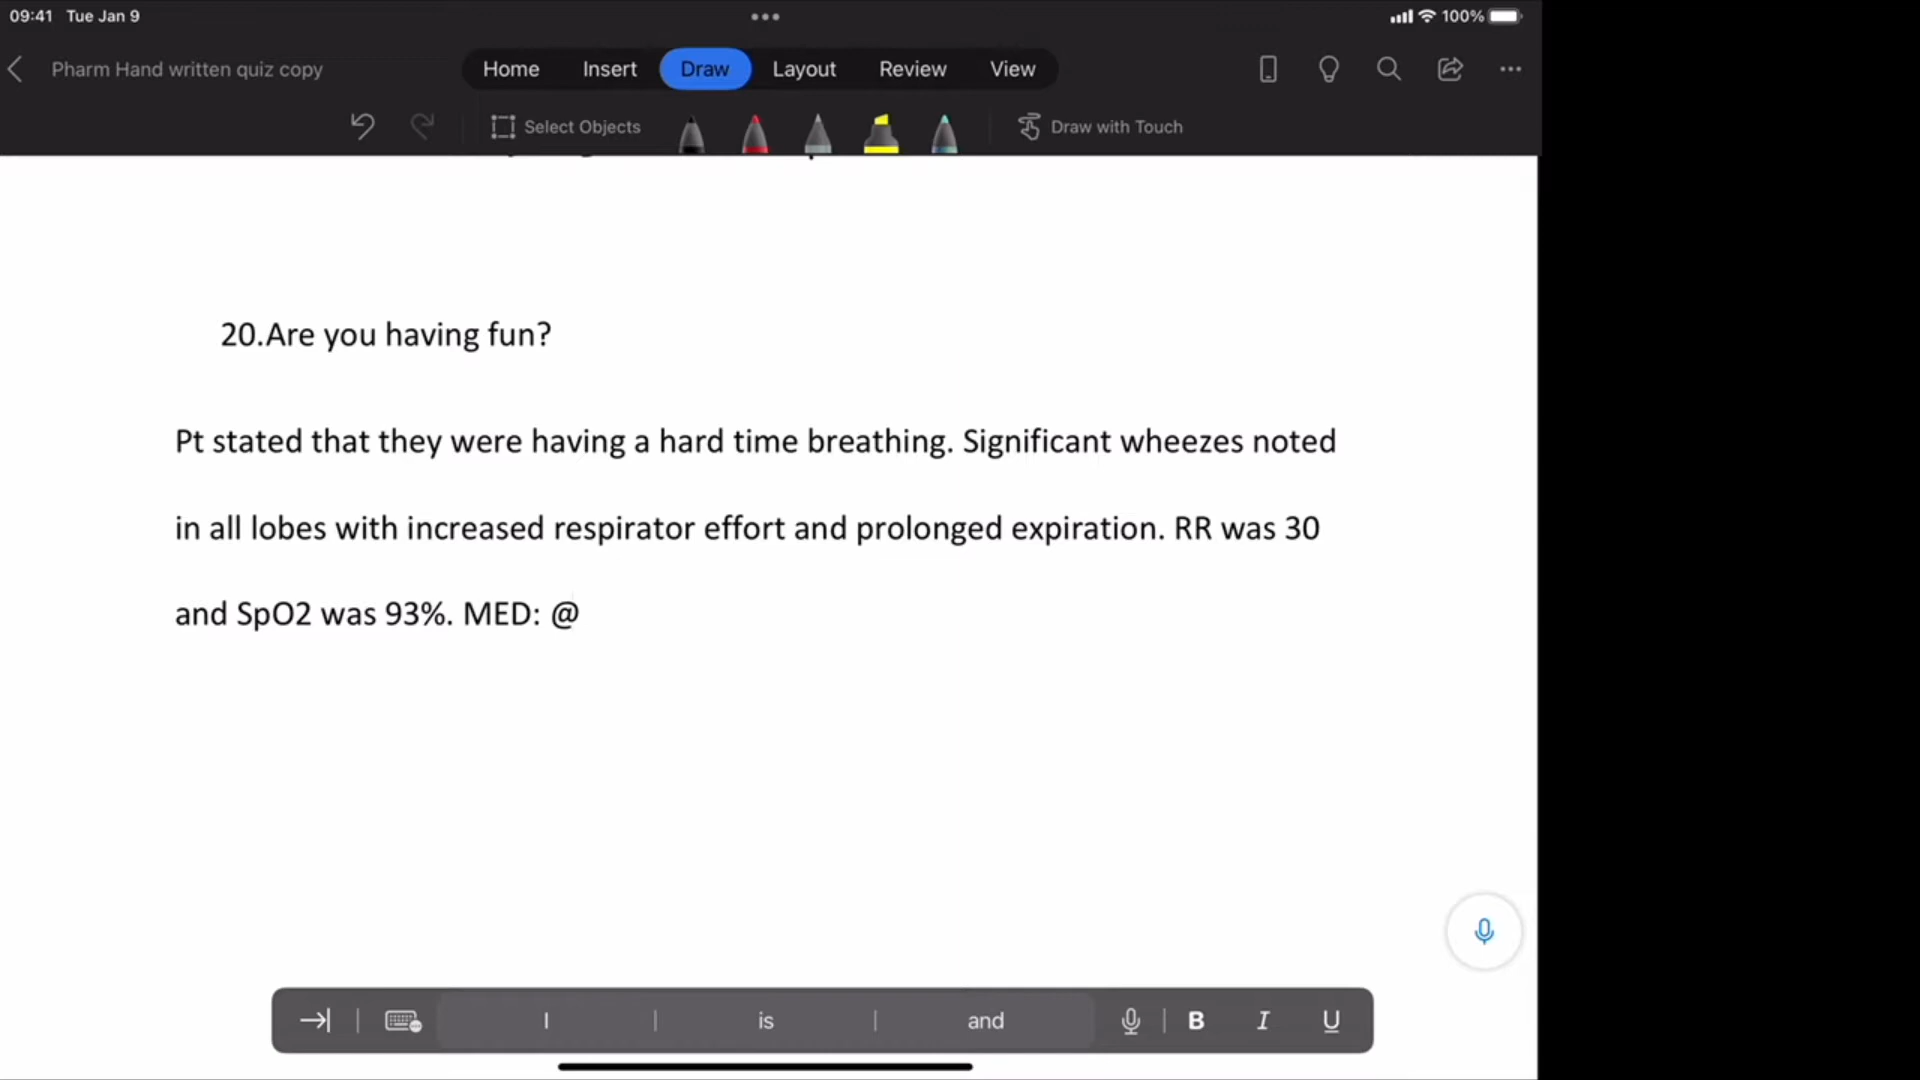 09:41 Tue Jan 9
100%
Pharm Hand written quiz copy
Home Insert Draw Layout Review View
Select Objects
Draw with Touch
20.Are you having fun?
Pt stated that they were having a hard time breathing. Significant wheezes noted
in all lobes with increased respirator effort and prolonged expiration. RR was 30
and SpO2 was 93%. MED: @
I is and B I U